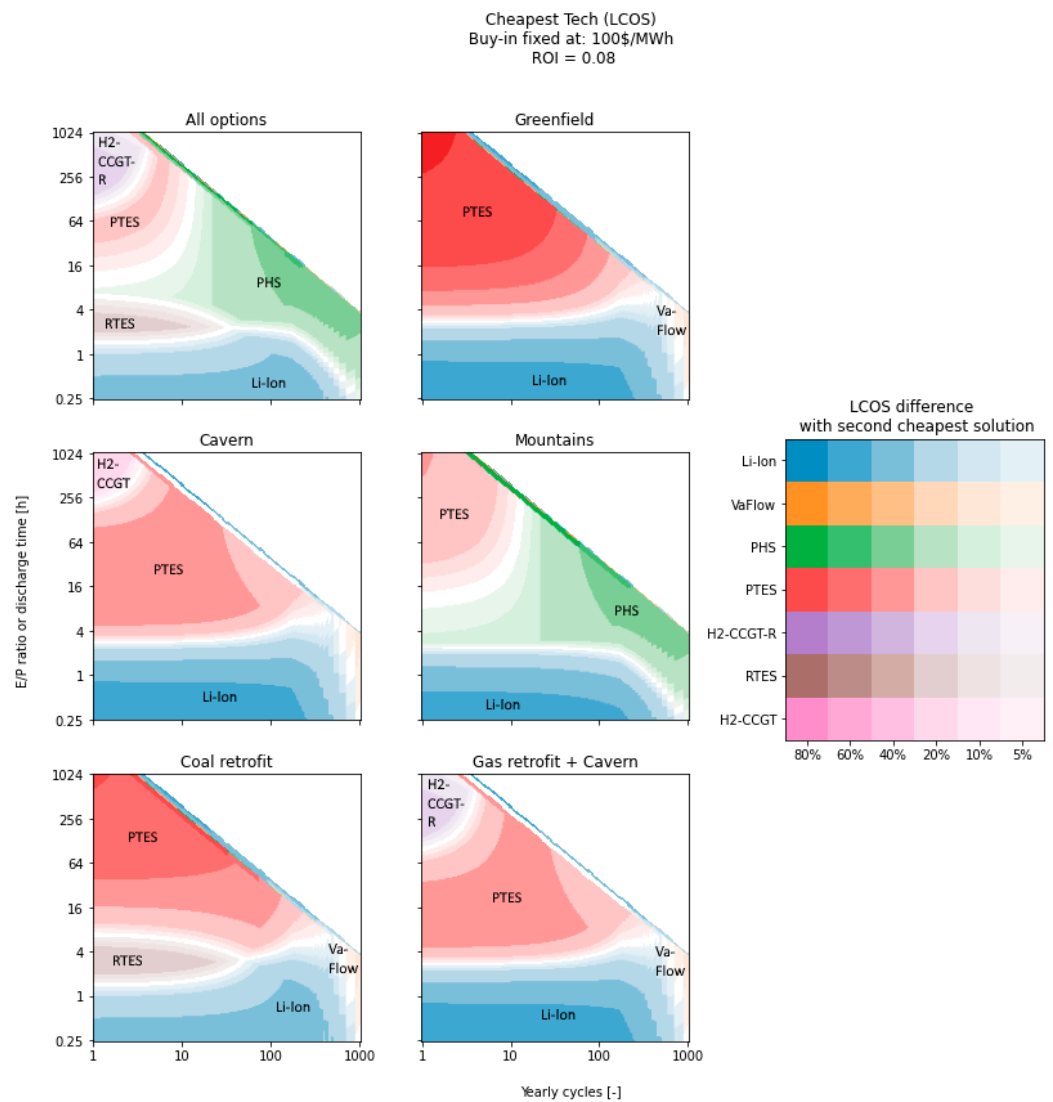 Cheapest Tech (LCOS)
Buy-in fixed at: 100$/MWh
ROI = 0.08
All options
1024
256
64
16
4
1
0.25
H2-
CCGT-
R
PTES
PHS
RTES
Li-Ion
Greenfield
PTES
Va-
Flow
Li-Ion
E/P ratio or discharge time [h]
Cavern
1024
256
64
16
4
1
0.25
H2-
CCGT
PTES
Li-Ion
Mountains
PTES
PHS
Li-Ion
Coal retrofit
1024
256
64
16
4
1
0.25
PTES
RTES
Va-
Flow
Li-Ion
1
10
100
1000
Gas retrofit + Cavern
H2-
CCGT-
R
PTES
Va-
Flow
Li-Ion
1
10
100
1000
Yearly cycles [-]
LCOS difference
with second cheapest solution
Li-Ion
VaFlow
PHS
PTES
H2-CCGT-R
RTES
H2-CCGT
80%
60%
40%
20%
10%
5%